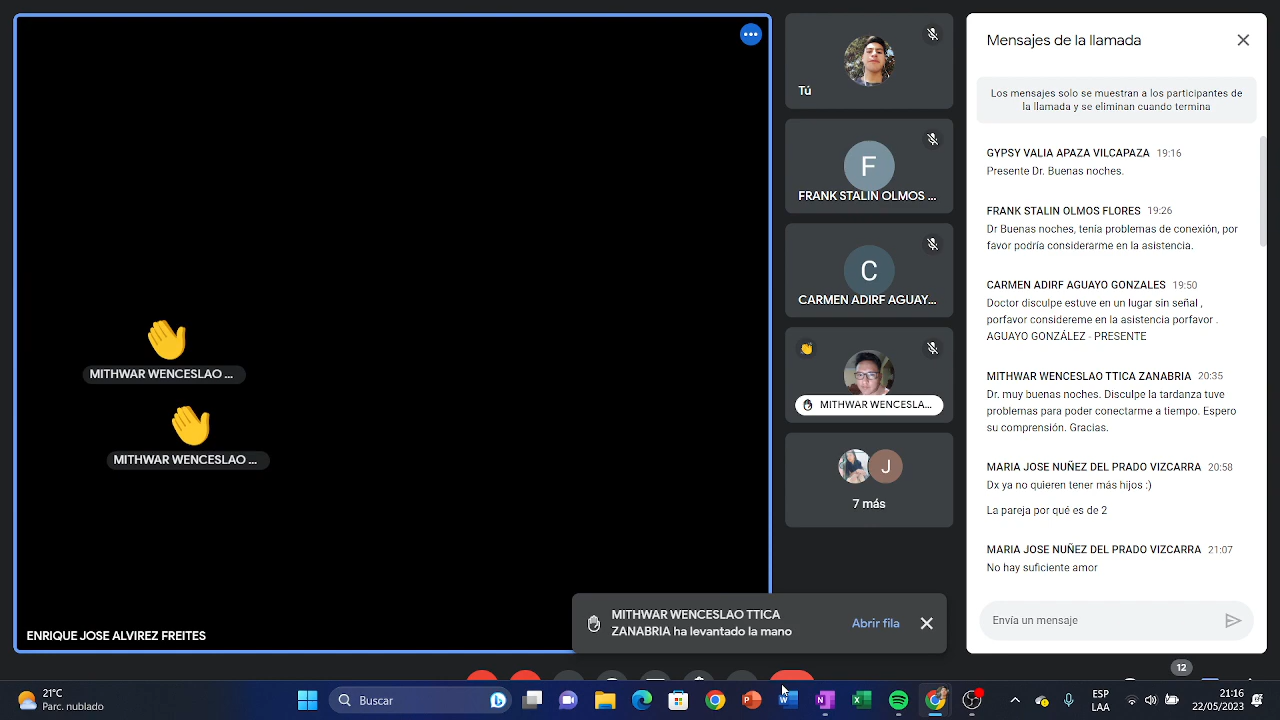 MITHWAR WENCESLAO ...
MITHWAR WENCESLAO ...
ENRIQUE JOSE ALVIREZ FREITES
Tú
F
FRANK STALIN OLMOS ...
C
CARMEN ADIRF AGUAY...
MITHWAR WENCESLA...
J
7 más
MITHWAR WENCESLAO TTICA
ZANABRIA ha levantado la mano
Abrir fila
Mensajes de la llamada
Los mensajes solo se muestran a los participantes de
la llamada y se eliminan cuando termina
GYPSY VALIA APAZA VILCAPAZA 19:16
Presente Dr. Buenas noches.
FRANK STALIN OLMOS FLORES 19:26
Dr Buenas noches, tenía problemas de conexión, por
favor podría considerarme en la asistencia.
CARMEN ADIRF AGUAYO GONZALES 19:50
Doctor disculpe estuve en un lugar sin señal ,
porfavor considereme en la asistencia porfavor .
AGUAYO GONZÁLEZ - PRESENTE
MITHWAR WENCESLAO TTICA ZANABRIA 20:35
Dr. muy buenas noches. Disculpe la tardanza tuve
problemas para poder conectarme a tiempo. Espero
su comprensión. Gracias.
MARIA JOSE NUÑEZ DEL PRADO VIZCARRA 20:58
Dx ya no quieren tener más hijos :)
La pareja por qué es de 2
MARIA JOSE NUÑEZ DEL PRADO VIZCARRA 21:07
No hay suficiente amor
Envía un mensaje
12
21°C
Parc. nublado
Buscar
ESP
LAA
21:16
22/05/2023